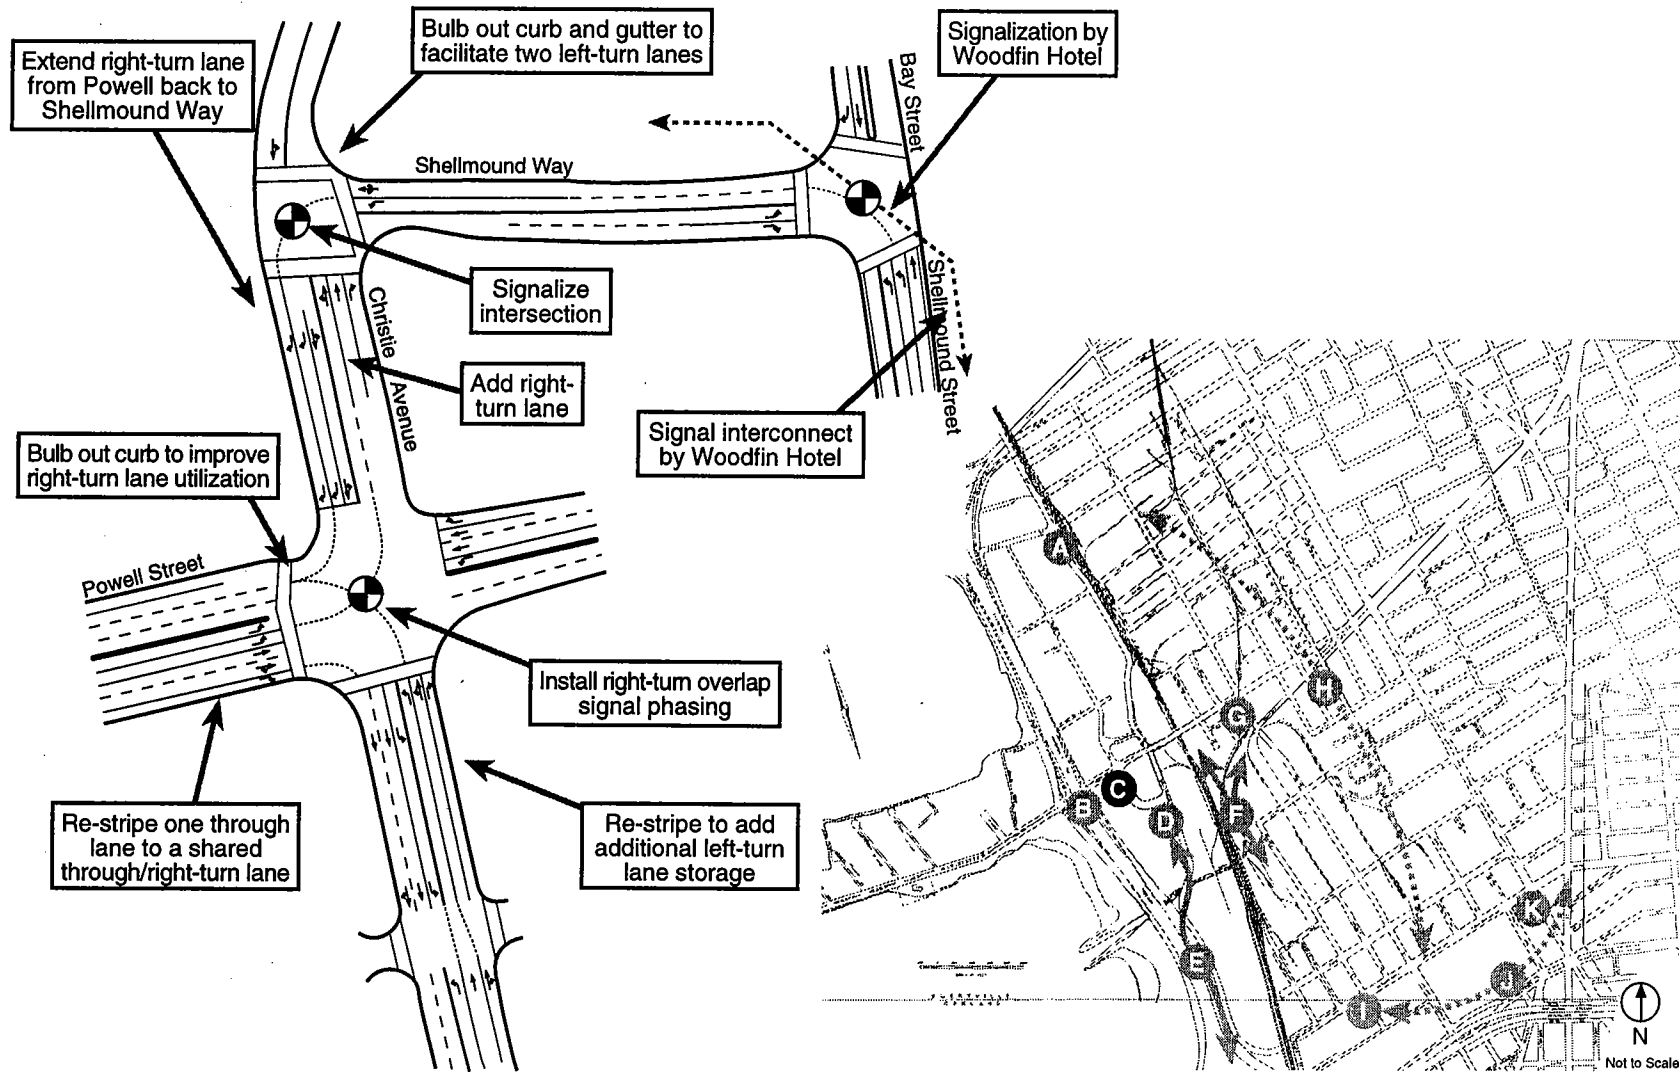 Extend right-turn lane
from Powell back to
Shellmound Way
Bulb out curb and gutter to
facilitate two left-turn lanes
Signalization by
Woodfin Hotel
Bay Street
Shellmound Way
Signalize
intersection
Christie
Avenue
Add right-
turn lane
Shellmound Street
Signal interconnect
by Woodfin Hotel
Bulb out curb to improve
right-turn lane utilization
Powell Street
Install right-turn overlap
signal phasing
Re-stripe one through
lane to a shared
through/right-turn lane
Re-stripe to add
additional left-turn
lane storage
A
B
C
D
E
F
G
H
I
J
K
N
Not to Scale